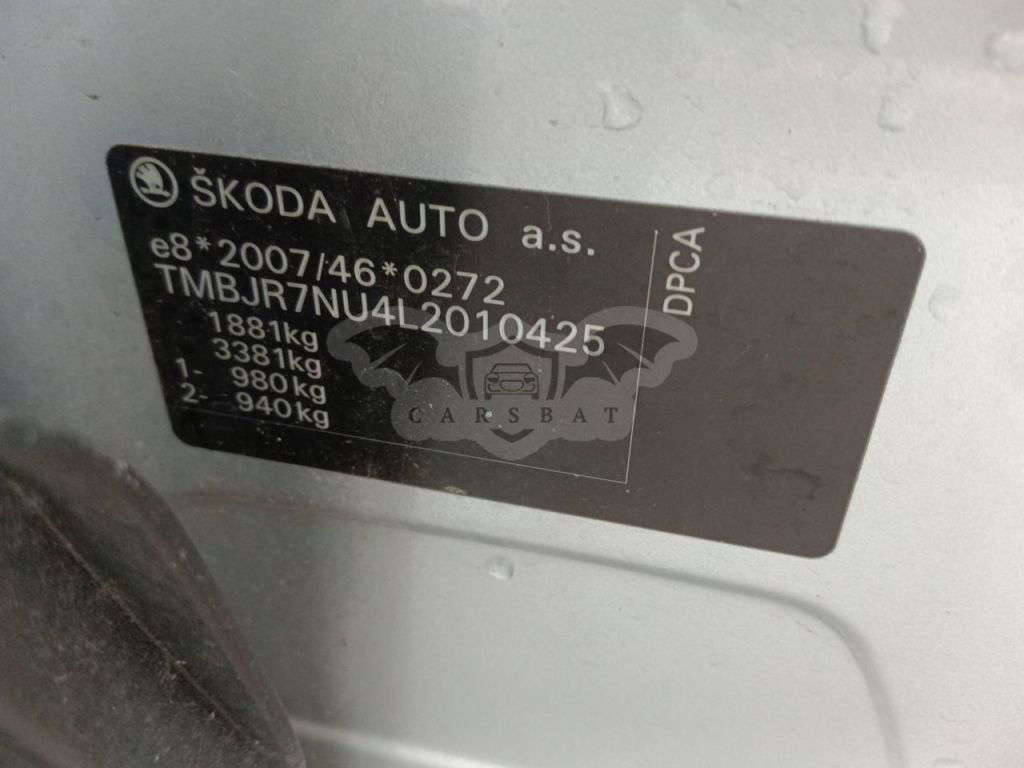 ŠKODA AUTO a.s.
e8*2007/46*0272
TMBJR7NU4L2010425
1881kg
3381kg
1- 980kg
2- 940kg
DPCA
CARSBAT